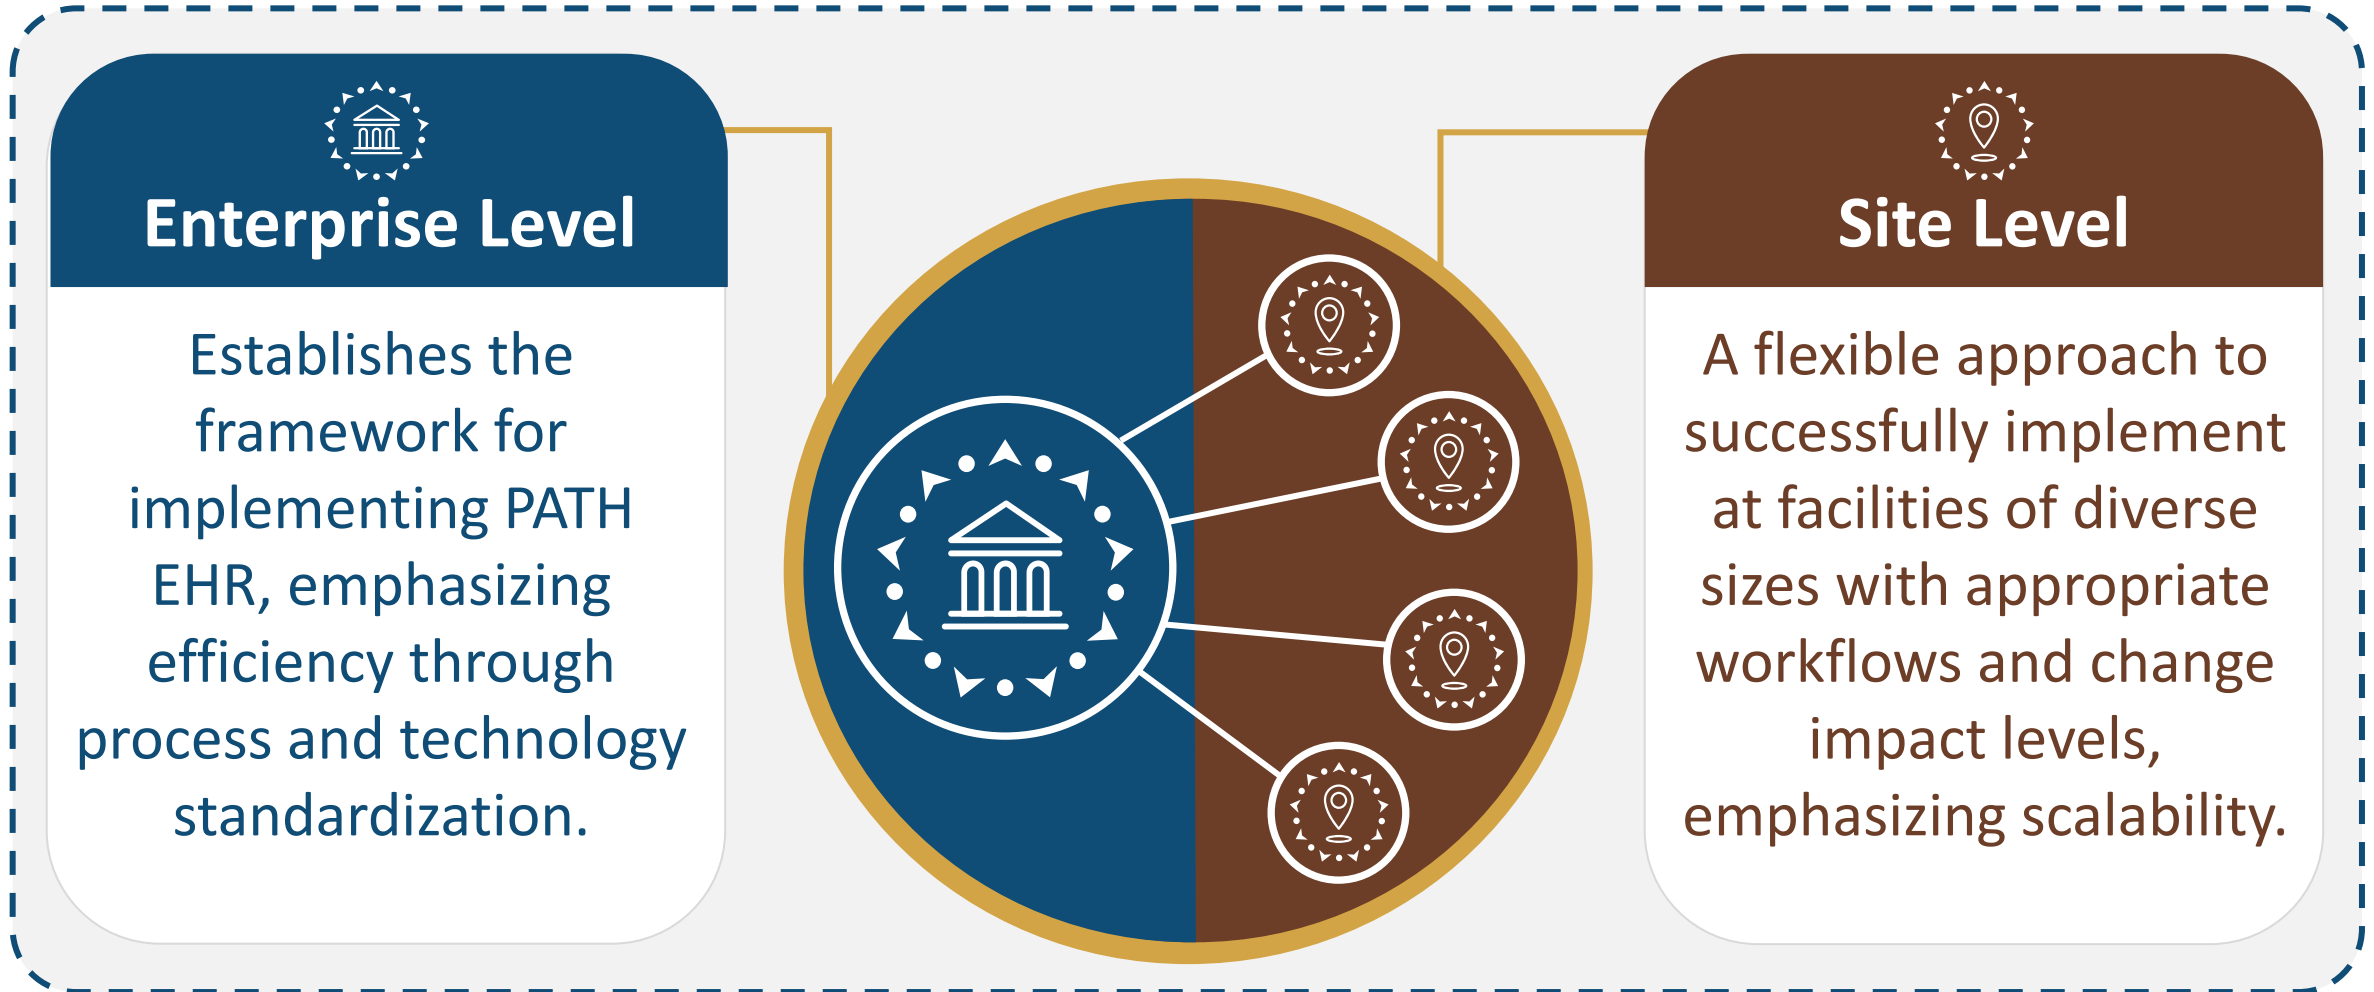 Enterprise Level
Establishes the
framework for
implementing PATH
EHR, emphasizing
efficiency through
process and technology
standardization.
Site Level
A flexible approach to
successfully implement
at facilities of diverse
sizes with appropriate
workflows and change
impact levels,
emphasizing scalability.